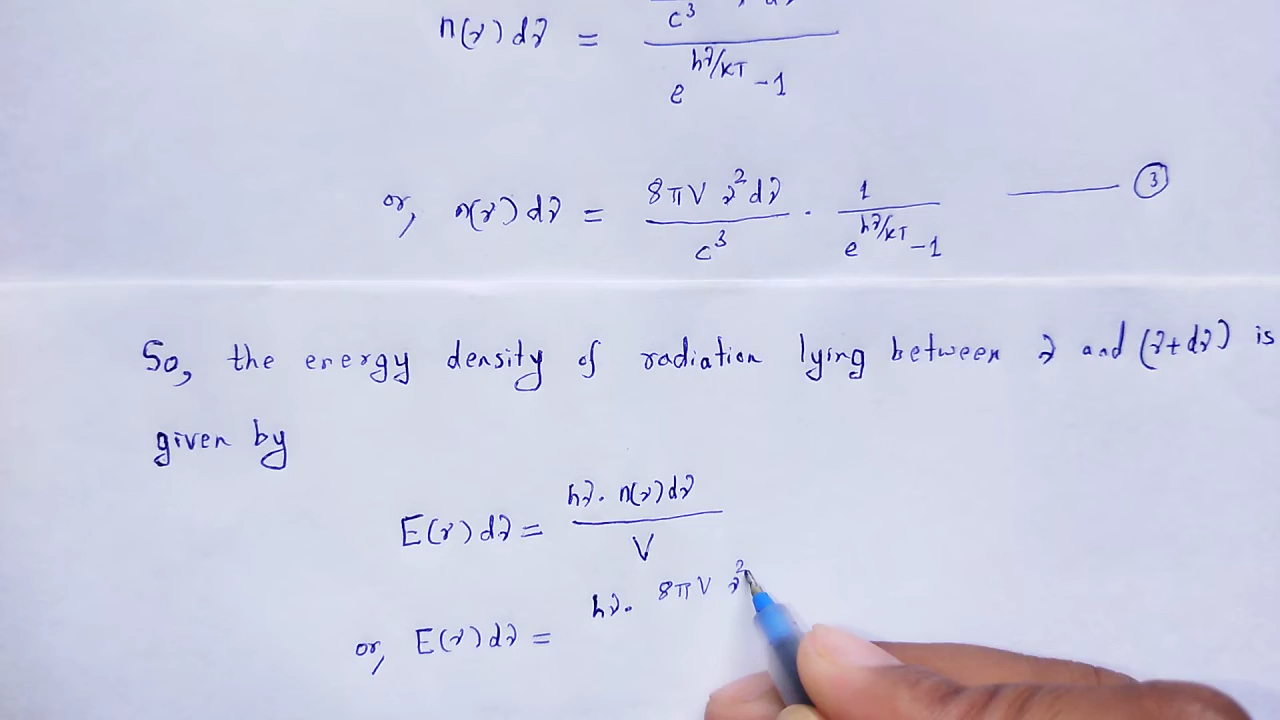 n(ν)dν = c³ / e^{hν/KT} - 1
or, n(ν)dν = 8πV ν² dν / c³ · 1 / e^{hν/KT} - 1 ——— ③
So, the energy density of radiation lying between ν and (ν+dν) is
given by
E(ν)dν = hν. n(ν)dν / V
or, E(ν)dν = hν. 8πV ν²